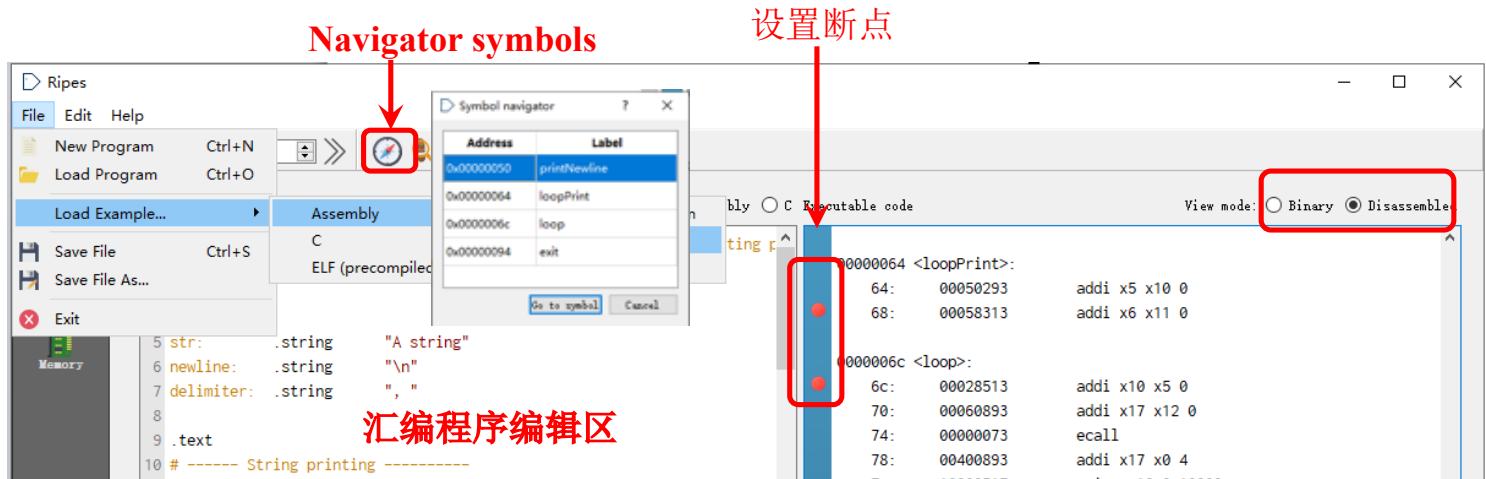 设置断点
Navigator symbols
Ripes
File Edit Help
New Program Ctrl+N
Load Program Ctrl+O
Load Example...
Save File Ctrl+S
Save File As...
Exit
Assembly
C
ELF (precompiled
Symbol navigator ?
Address Label
0x00000050 printNewline
0x00000064 loopPrint
0x0000006c loop
0x00000094 exit
Go to symbol Cancel
bly C Executable code View mode: Binary Disassembled
ting p
Memory
5 str: .string "A string"
6 newline: .string "\n"
7 delimiter: .string ", "
8
9 .text
10 # ------ String printing ----------
汇编程序编辑区
00000064 <loopPrint>:
64: 00050293 addi x5 x10 0
68: 00058313 addi x6 x11 0
0000006c <loop>:
6c: 00028513 addi x10 x5 0
70: 00060893 addi x17 x12 0
74: 00000073 ecall
78: 00400893 addi x17 x0 4